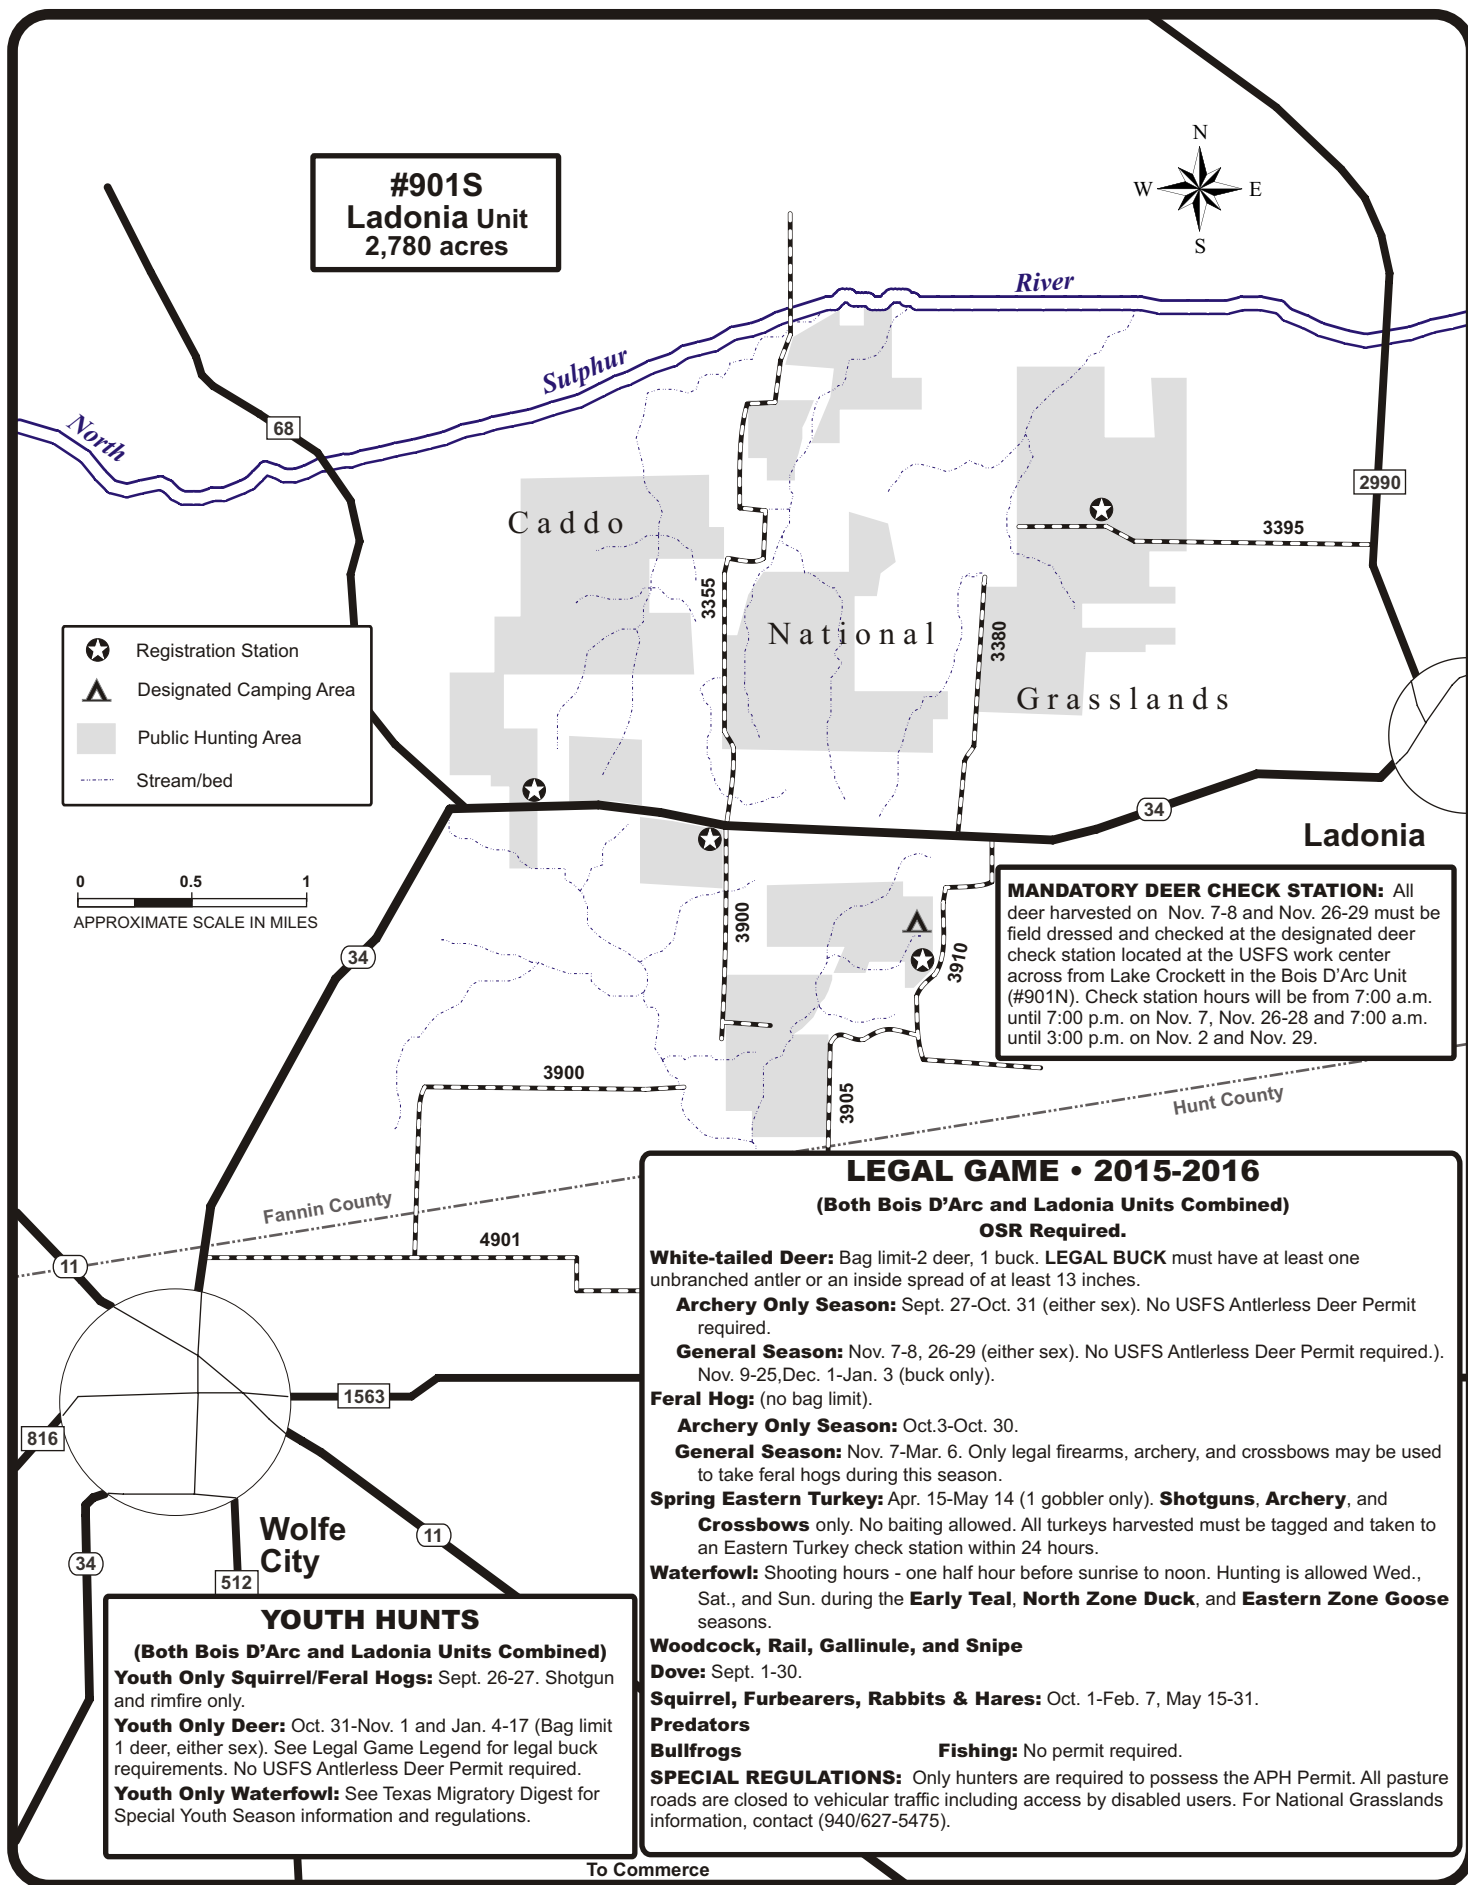 #901S
Ladonia Unit
2,780 acres
N
W E
S
River
Sulphur
North
68
2990
3395
Caddo
3355
National
3380
Grasslands
Registration Station
Designated Camping Area
Public Hunting Area
Stream/bed
34
Ladonia
0 0.5 1
APPROXIMATE SCALE IN MILES
34
3900
3910
MANDATORY DEER CHECK STATION: All
deer harvested on Nov. 7-8 and Nov. 26-29 must be
field dressed and checked at the designated deer
check station located at the USFS work center
across from Lake Crockett in the Bois D'Arc Unit
(#901N). Check station hours will be from 7:00 a.m.
until 7:00 p.m. on Nov. 7, Nov. 26-28 and 7:00 a.m.
until 3:00 p.m. on Nov. 2 and Nov. 29.
3900
3905
Hunt County
Fannin County
4901
11
1563
816
Wolfe
City
11
34
512
LEGAL GAME • 2015-2016
(Both Bois D'Arc and Ladonia Units Combined)
OSR Required.
White-tailed Deer: Bag limit-2 deer, 1 buck. LEGAL BUCK must have at least one
unbranched antler or an inside spread of at least 13 inches.
Archery Only Season: Sept. 27-Oct. 31 (either sex). No USFS Antlerless Deer Permit
required.
General Season: Nov. 7-8, 26-29 (either sex). No USFS Antlerless Deer Permit required.).
Nov. 9-25,Dec. 1-Jan. 3 (buck only).
Feral Hog: (no bag limit).
Archery Only Season: Oct.3-Oct. 30.
General Season: Nov. 7-Mar. 6. Only legal firearms, archery, and crossbows may be used
to take feral hogs during this season.
Spring Eastern Turkey: Apr. 15-May 14 (1 gobbler only). Shotguns, Archery, and
Crossbows only. No baiting allowed. All turkeys harvested must be tagged and taken to
an Eastern Turkey check station within 24 hours.
Waterfowl: Shooting hours - one half hour before sunrise to noon. Hunting is allowed Wed.,
Sat., and Sun. during the Early Teal, North Zone Duck, and Eastern Zone Goose
seasons.
Woodcock, Rail, Gallinule, and Snipe
Dove: Sept. 1-30.
Squirrel, Furbearers, Rabbits & Hares: Oct. 1-Feb. 7, May 15-31.
Predators
Bullfrogs Fishing: No permit required.
SPECIAL REGULATIONS: Only hunters are required to possess the APH Permit. All pasture
roads are closed to vehicular traffic including access by disabled users. For National Grasslands
information, contact (940/627-5475).
YOUTH HUNTS
(Both Bois D'Arc and Ladonia Units Combined)
Youth Only Squirrel/Feral Hogs: Sept. 26-27. Shotgun
and rimfire only.
Youth Only Deer: Oct. 31-Nov. 1 and Jan. 4-17 (Bag limit
1 deer, either sex). See Legal Game Legend for legal buck
requirements. No USFS Antlerless Deer Permit required.
Youth Only Waterfowl: See Texas Migratory Digest for
Special Youth Season information and regulations.
To Commerce